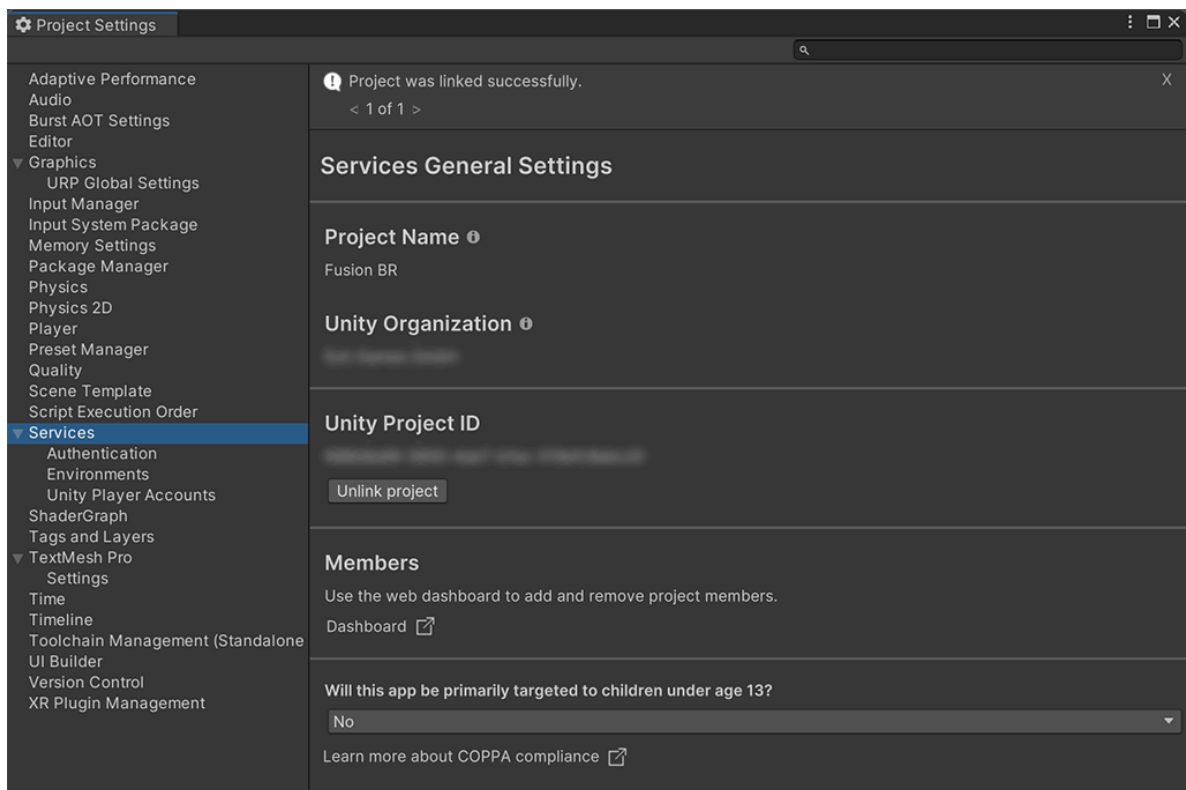 Project Settings
Adaptive Performance
Audio
Burst AOT Settings
Editor
Graphics
URP Global Settings
Input Manager
Input System Package
Memory Settings
Package Manager
Physics
Physics 2D
Player
Preset Manager
Quality
Scene Template
Script Execution Order
Services
Authentication
Environments
Unity Player Accounts
ShaderGraph
Tags and Layers
TextMesh Pro
Settings
Time
Timeline
Toolchain Management (Standalone
UI Builder
Version Control
XR Plugin Management
Project was linked successfully.
X
< 1 of 1 >
Services General Settings
Project Name
Fusion BR
Unity Organization
Unity Project ID
Unlink project
Members
Use the web dashboard to add and remove project members.
Dashboard
Will this app be primarily targeted to children under age 13?
No
Learn more about COPPA compliance